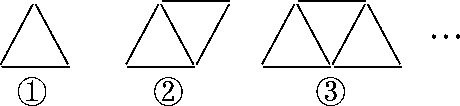 ① ② ③ ⋯